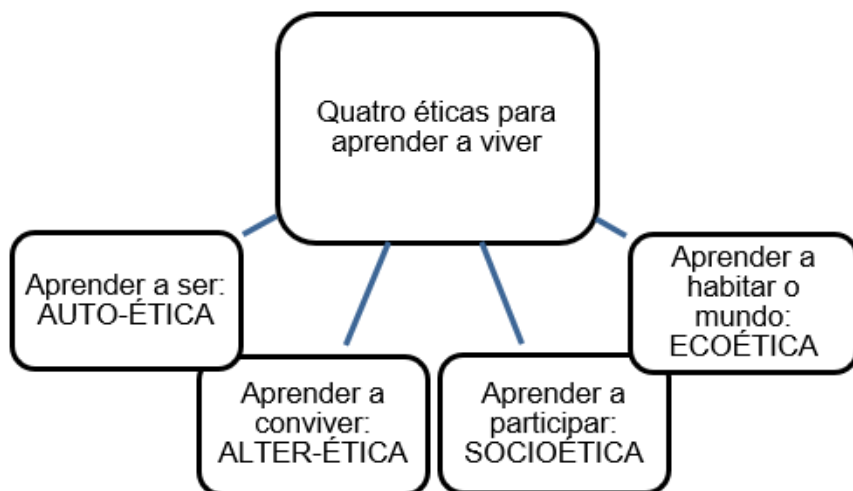 Quatro éticas para
aprender a viver
Aprender a ser:
AUTO-ÉTICA
Aprender a
conviver:
ALTER-ÉTICA
Aprender a
participar:
SOCIOÉTICA
Aprender a
habitar o
mundo:
ECOÉTICA